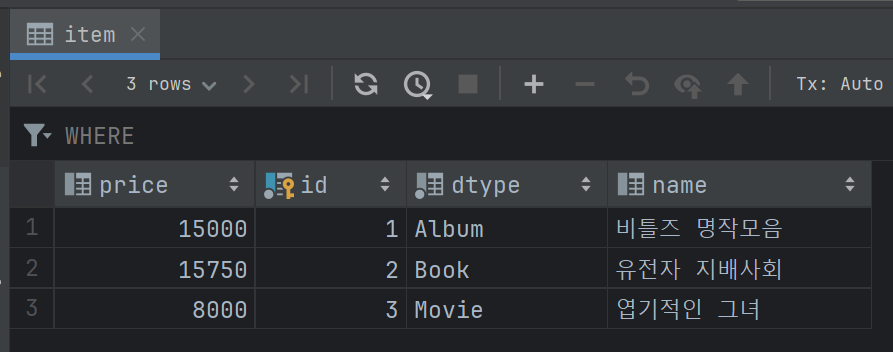 item
3 rows
Tx: Auto
WHERE
price id dtype name
1 15000 1 Album 비틀즈 명작모음
2 15750 2 Book 유전자 지배사회
3 8000 3 Movie 엽기적인 그녀